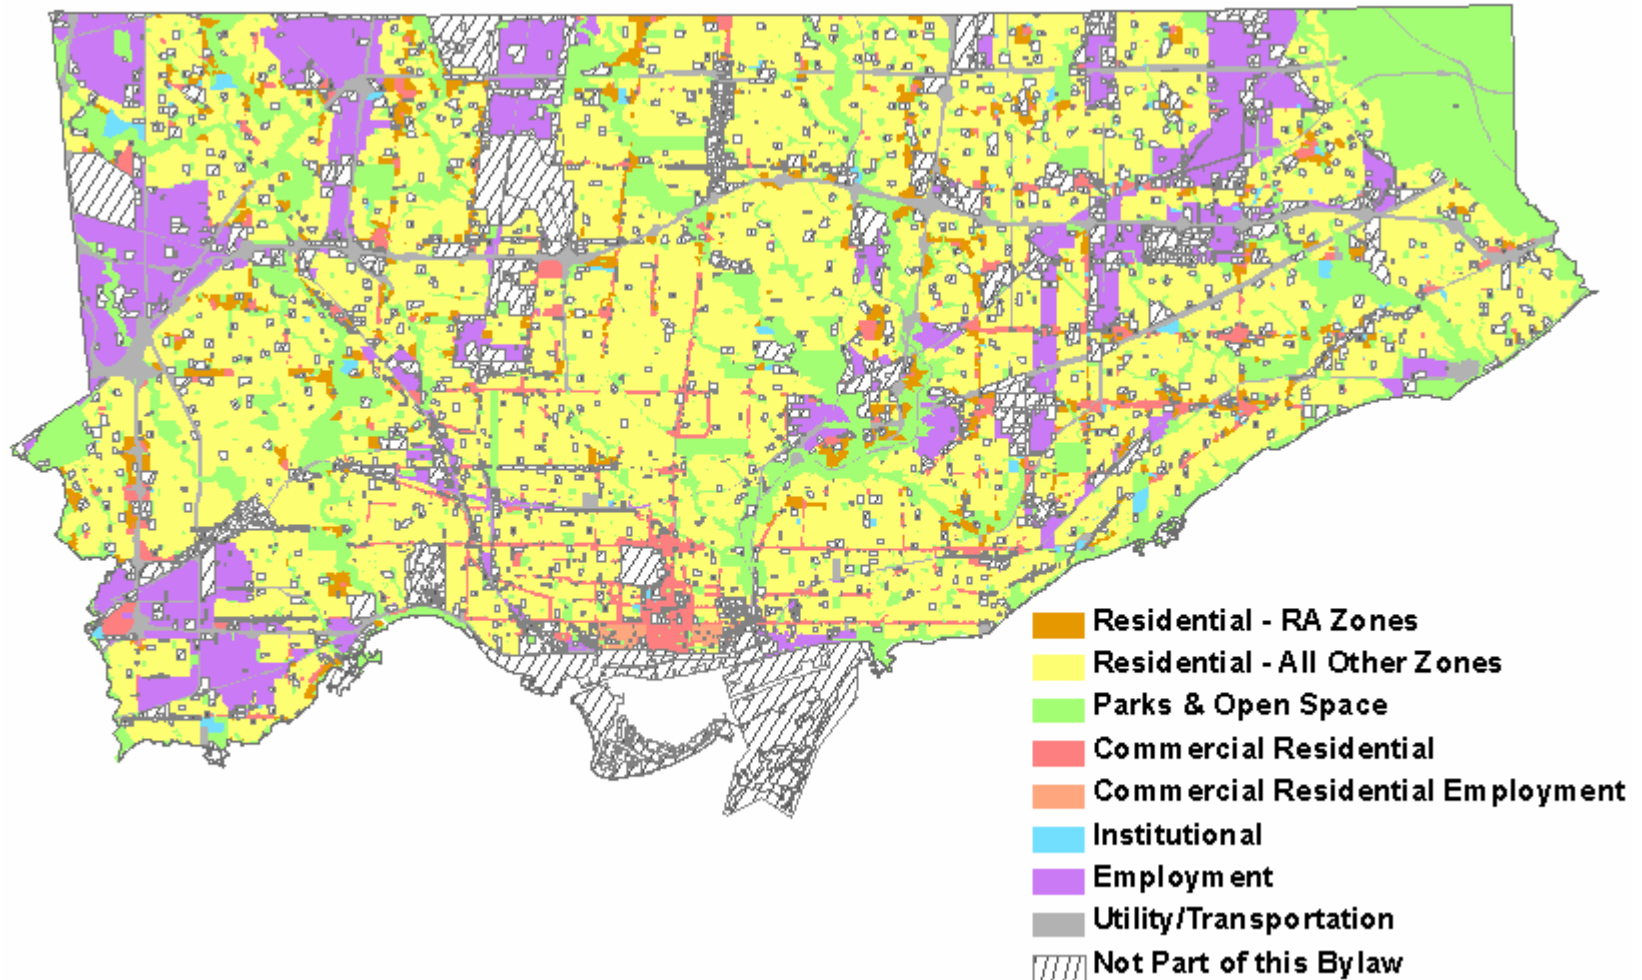 Residential - RA Zones
Residential - All Other Zones
Parks & Open Space
Commercial Residential
Commercial Residential Employment
Institutional
Employment
Utility/Transportation
Not Part of this Bylaw